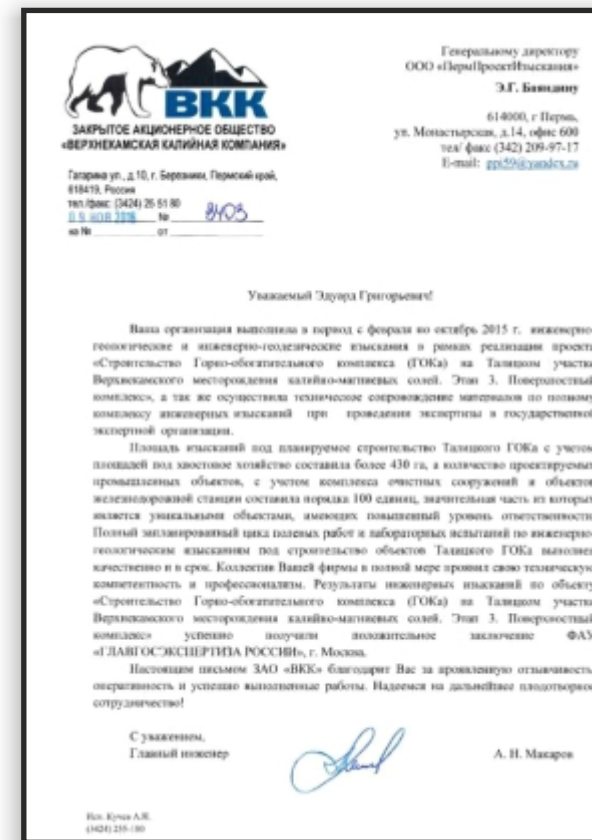 ВКК
ЗАКРЫТОЕ АКЦИОНЕРНОЕ ОБЩЕСТВО
«ВЕРХНЕКАМСКАЯ КАЛИЙНАЯ КОМПАНИЯ»
Гагарина ул., д.10, г. Березники, Пермский край,
618419, Россия
тел./факс: (3424) 25 51 80
0 9 НОЯ 2016 № 8403
на № от
Генеральному директору
ООО «ПермПроектИзыскания»
Э.Г. Баяндину
614000, г Пермь,
ул. Монастырская, д.14, офис 600
тел/ факс (342) 209-97-17
E-mail: ppi59@yandex.ru
Уважаемый Эдуард Григорьевич!
Ваша организация выполнила в период с февраля по октябрь 2015 г. инженерно-
геологические и инженерно-геодезические изыскания в рамках реализации проекта
«Строительство Горно-обогатительного комплекса (ГОКа) на Талицком участке
Верхнекамского месторождения калийно-магниевых солей. Этап 3. Поверхностный
комплекс», а так же осуществила техническое сопровождение материалов по полному
комплексу инженерных изысканий при проведении экспертизы в государственной
экспертной организации.
Площадь изысканий под планируемое строительство Талицкого ГОКа с учетом
площадей под хвостовое хозяйство составила более 430 га, а количество проектируемых
промышленных объектов, с учетом комплекса очистных сооружений и объектов
железнодорожной станции составила порядка 100 единиц, значительная часть из которых
является уникальными объектами, имеющих повышенный уровень ответственности.
Полный запланированный цикл полевых работ и лабораторных испытаний по инженерно-
геологическим изысканиям под строительство объектов Талицкого ГОКа выполнен
качественно и в срок. Коллектив Вашей фирмы в полной мере проявил свою техническую
компетентность и профессионализм. Результаты инженерных изысканий по объекту
«Строительство Горно-обогатительного комплекса (ГОКа) на Талицком участке
Верхнекамского месторождения калийно-магниевых солей. Этап 3. Поверхностный
комплекс» успешно получили положительное заключение ФАУ
«ГЛАВГОСЭКСПЕРТИЗА РОССИИ», г. Москва.
Настоящим письмом ЗАО «ВКК» благодарит Вас за проявленную отзывчивость,
оперативность и успешно выполненные работы. Надеемся на дальнейшее плодотворное
сотрудничество!
С уважением,
Главный инженер
А. Н. Макаров
Исп. Кучев А.Н.